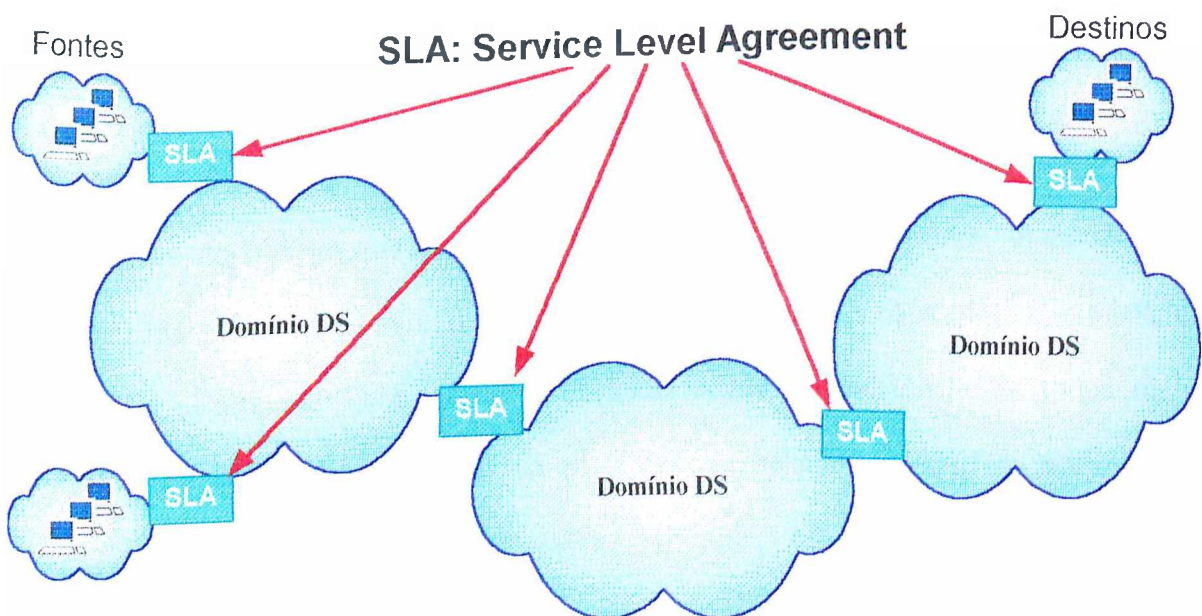 Fontes
SLA: Service Level Agreement
Destinos
SLA
SLA
Domínio DS
Domínio DS
SLA
SLA
Domínio DS
SLA